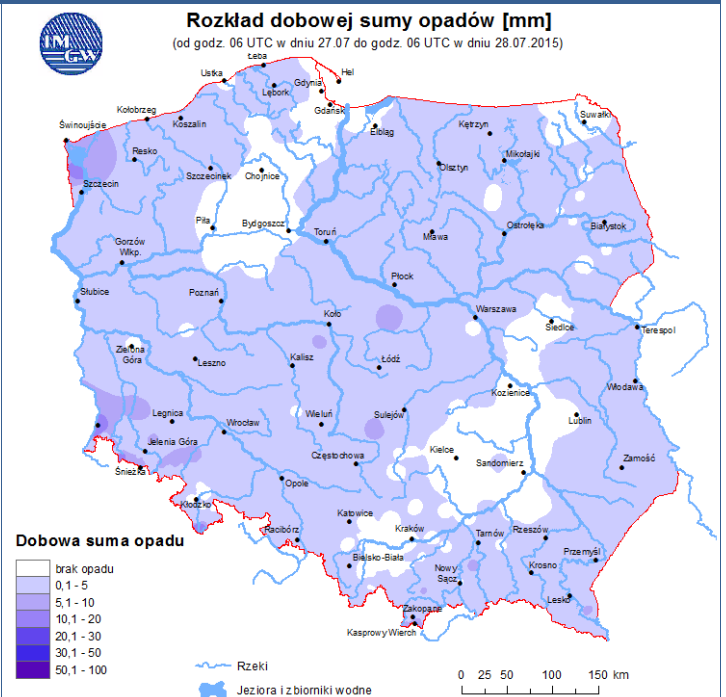 IM
GW
Rozkład dobowej sumy opadów [mm]
(od godz. 06 UTC w dniu 27.07 do godz. 06 UTC w dniu 28.07.2015)
Łeba
Ustka
Hel
Gdynia
Lębork
Gdańsk
Kołobrzeg
Koszalin
Świnoujście
Elbląg
Kętrzyn
Suwałki
Resko
Szczecinek
Chojnice
Olsztyn
Mikołajki
Szczecin
Piła
Bydgoszcz
Toruń
Mława
Ostrołęka
Białystok
Gorzów
Wlkp.
Płock
Słubice
Poznań
Koło
Warszawa
Siedlce
Terespol
Zielona
Góra
Leszno
Kalisz
Łódź
Kozienice
Włodawa
Legnica
Wrocław
Wieluń
Sulejów
Lublin
Jelenia Góra
Śnieżka
Częstochowa
Kielce
Sandomierz
Zamość
Kłodzko
Opole
Katowice
Racibórz
Kraków
Tarnów
Rzeszów
Przemyśl
Bielsko-Biała
Nowy
Sącz
Krosno
Lesko
Zakopane
Kasprowy Wierch
Dobowa suma opadu
brak opadu
0,1 - 5
5,1 - 10
10,1 - 20
20,1 - 30
30,1 - 50
50,1 - 100
Rzeki
Jeziora i zbiorniki wodne
0 25 50 100 150 km